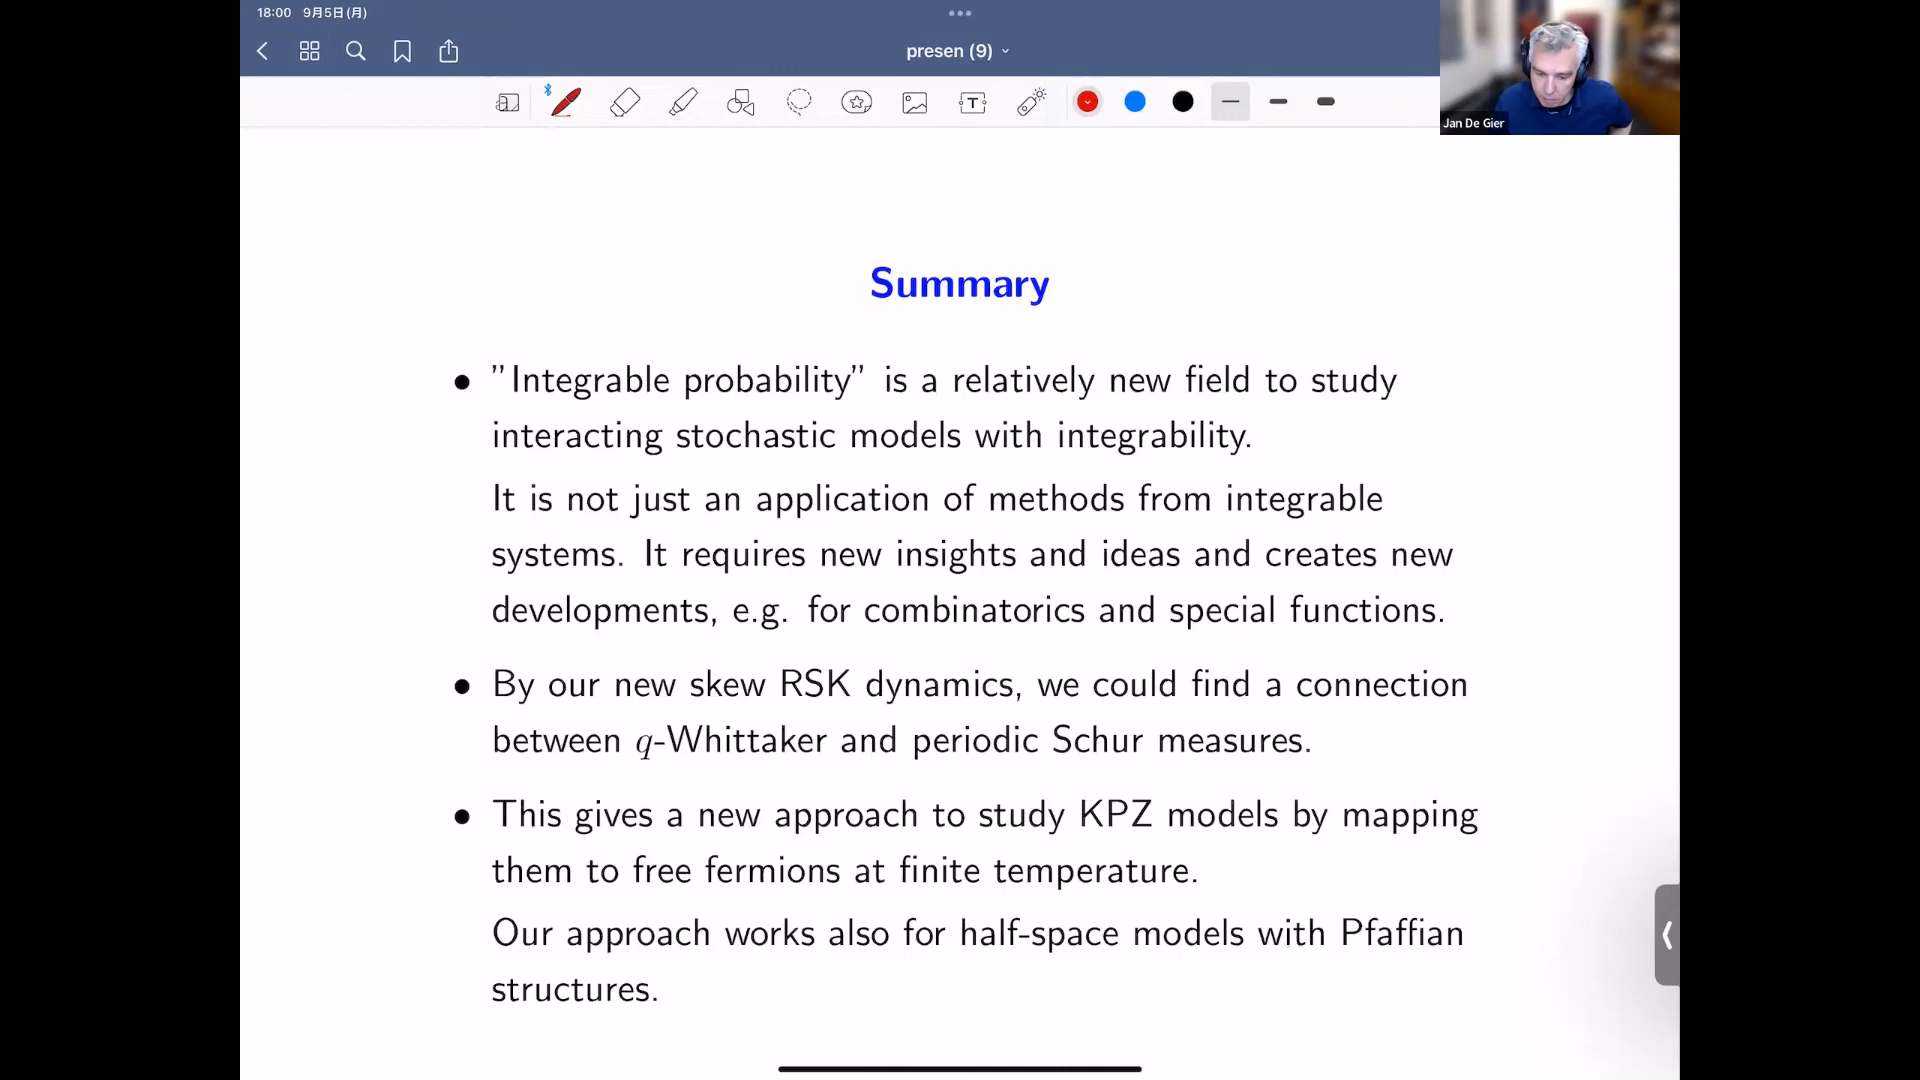 18:00 9月5日(月)
presen (9)
T
Jan De Gier
Summary
• ”Integrable probability” is a relatively new field to study
interacting stochastic models with integrability.
It is not just an application of methods from integrable
systems. It requires new insights and ideas and creates new
developments, e.g. for combinatorics and special functions.
• By our new skew RSK dynamics, we could find a connection
between q-Whittaker and periodic Schur measures.
• This gives a new approach to study KPZ models by mapping
them to free fermions at finite temperature.
Our approach works also for half-space models with Pfaffian
structures.